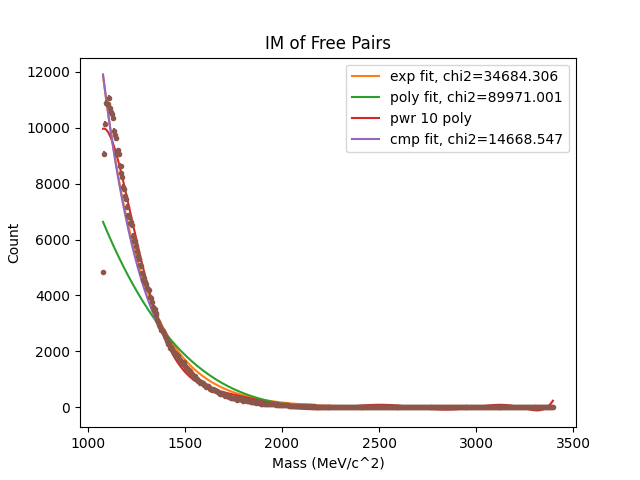 IM of Free Pairs
exp fit, chi2=34684.306
poly fit, chi2=89971.001
pwr 10 poly
cmp fit, chi2=14668.547
12000
10000
8000
6000
4000
2000
0
Count
1000 1500 2000 2500 3000 3500
Mass (MeV/c^2)